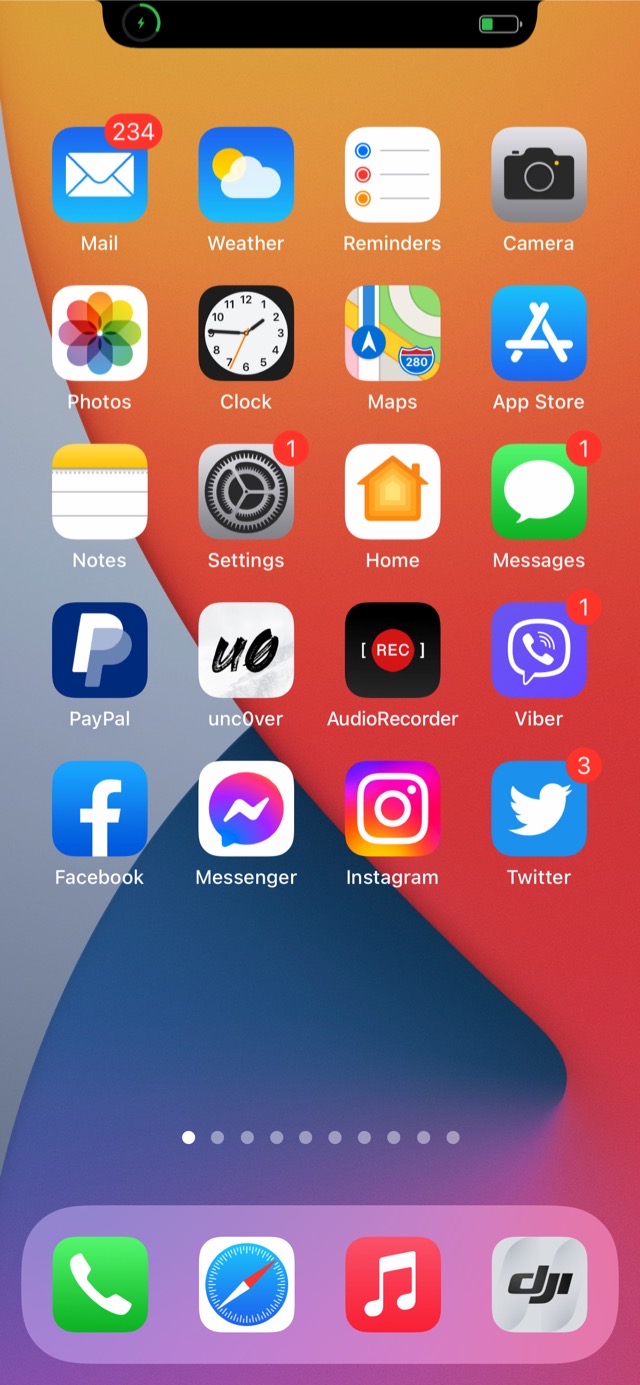 234
Mail
Weather
Reminders
Camera
12
11
1
10
2
9
3
8
4
7
5
6
280
Photos
Clock
Maps
App Store
1
1
Notes
Settings
Home
Messages
uo
[ REC ]
1
PayPal
unc0ver
AudioRecorder
Viber
3
Facebook
Messenger
Instagram
Twitter
dji